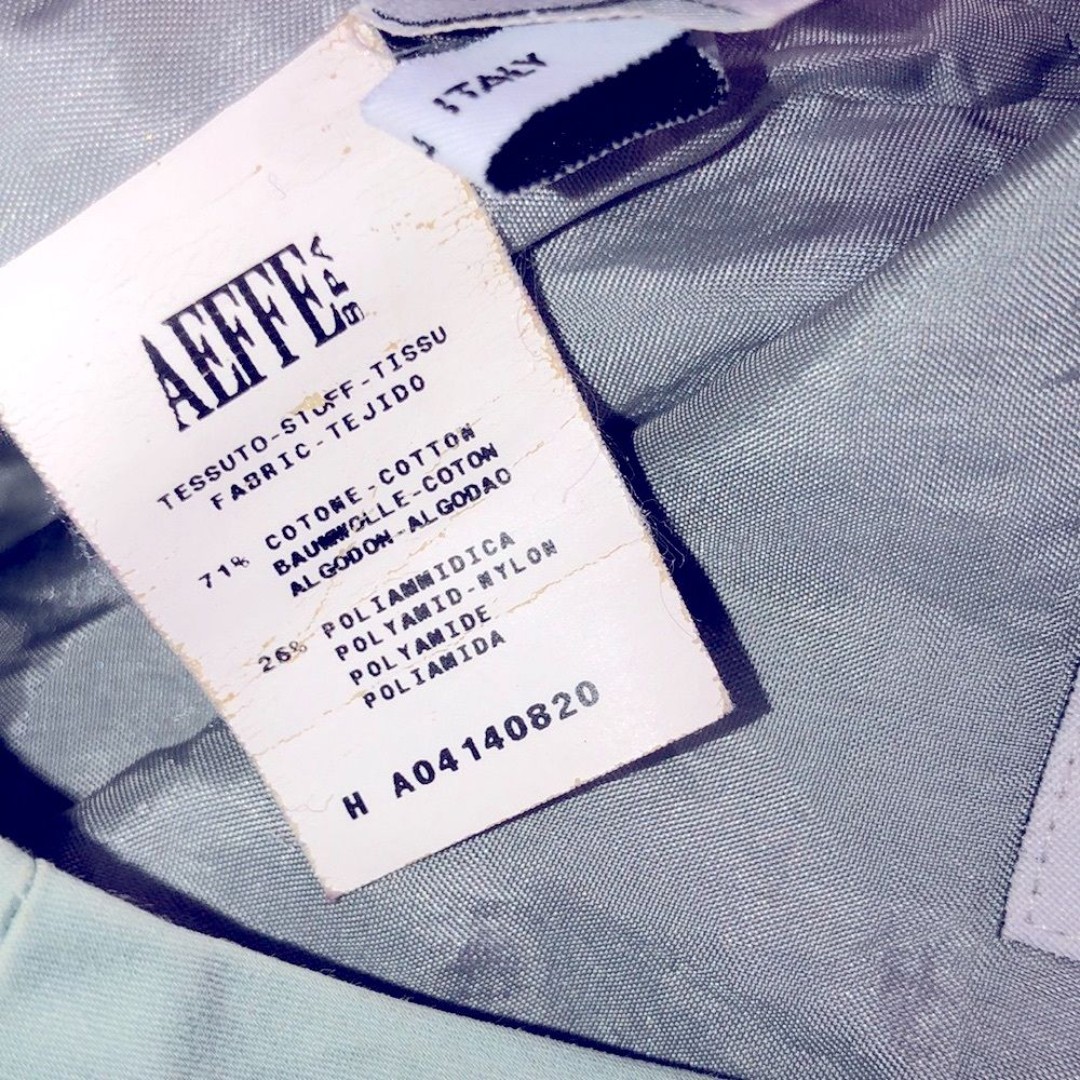 ITALY
AEFFE SPA
TESSUTO-STOFF-TISSU
FABRIC-TEJIDO
71% COTONE-COTTON
BAUMWOLLE-COTON
ALGODON-ALGODAO
26% POLIAMMIDICA
POLYAMID-NYLON
POLYAMIDE
POLIAMIDA
H A04140820